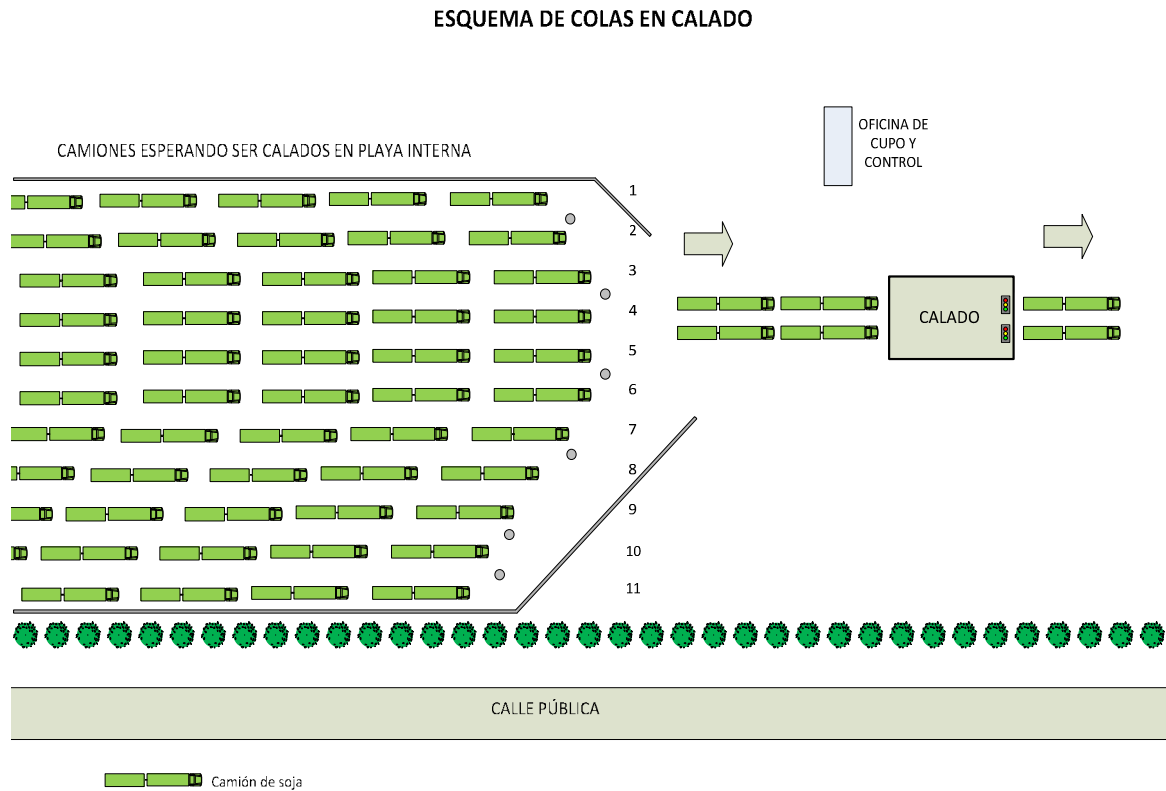 ESQUEMA DE COLAS EN CALADO
OFICINA DE
CUPO Y
CONTROL
CAMIONES ESPERANDO SER CALADOS EN PLAYA INTERNA
1
2
3
4
5
6
7
8
9
10
11
CALADO
CALLE PÚBLICA
Camión de soja